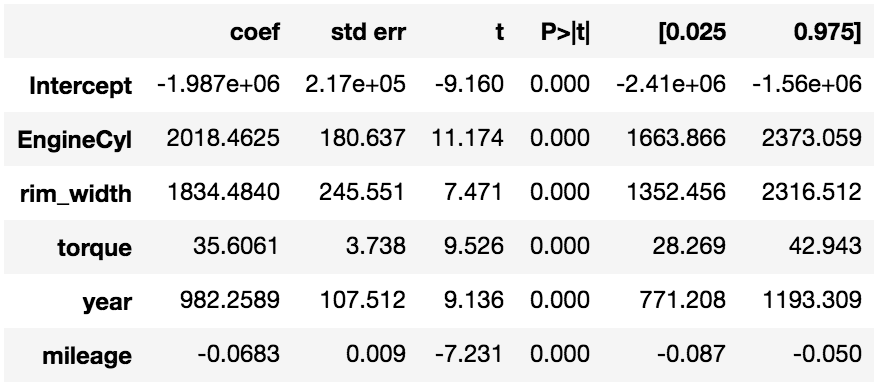 coef std err t P>|t| [0.025 0.975]
Intercept -1.987e+06 2.17e+05 -9.160 0.000 -2.41e+06 -1.56e+06
EngineCyl 2018.4625 180.637 11.174 0.000 1663.866 2373.059
rim_width 1834.4840 245.551 7.471 0.000 1352.456 2316.512
torque 35.6061 3.738 9.526 0.000 28.269 42.943
year 982.2589 107.512 9.136 0.000 771.208 1193.309
mileage -0.0683 0.009 -7.231 0.000 -0.087 -0.050